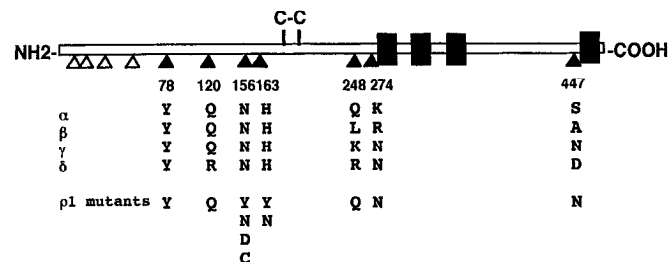 C-C
NH2- -COOH
78 120 156 163 248 274 447
α Y Q N H Q K S
β Y Q N H L R A
γ Y Q N H K N N
δ Y R N H R N D
ρ1 mutants Y Q Y Y Q N N
N N
D
C